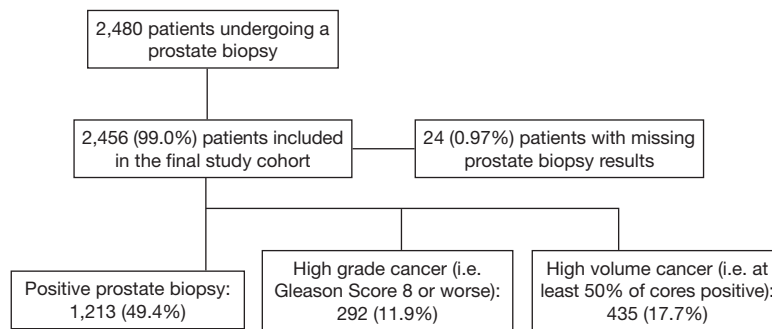 2,480 patients undergoing a
prostate biopsy
2,456 (99.0%) patients included
in the final study cohort
24 (0.97%) patients with missing
prostate biopsy results
Positive prostate biopsy:
1,213 (49.4%)
High grade cancer (i.e.
Gleason Score 8 or worse):
292 (11.9%)
High volume cancer (i.e. at
least 50% of cores positive):
435 (17.7%)